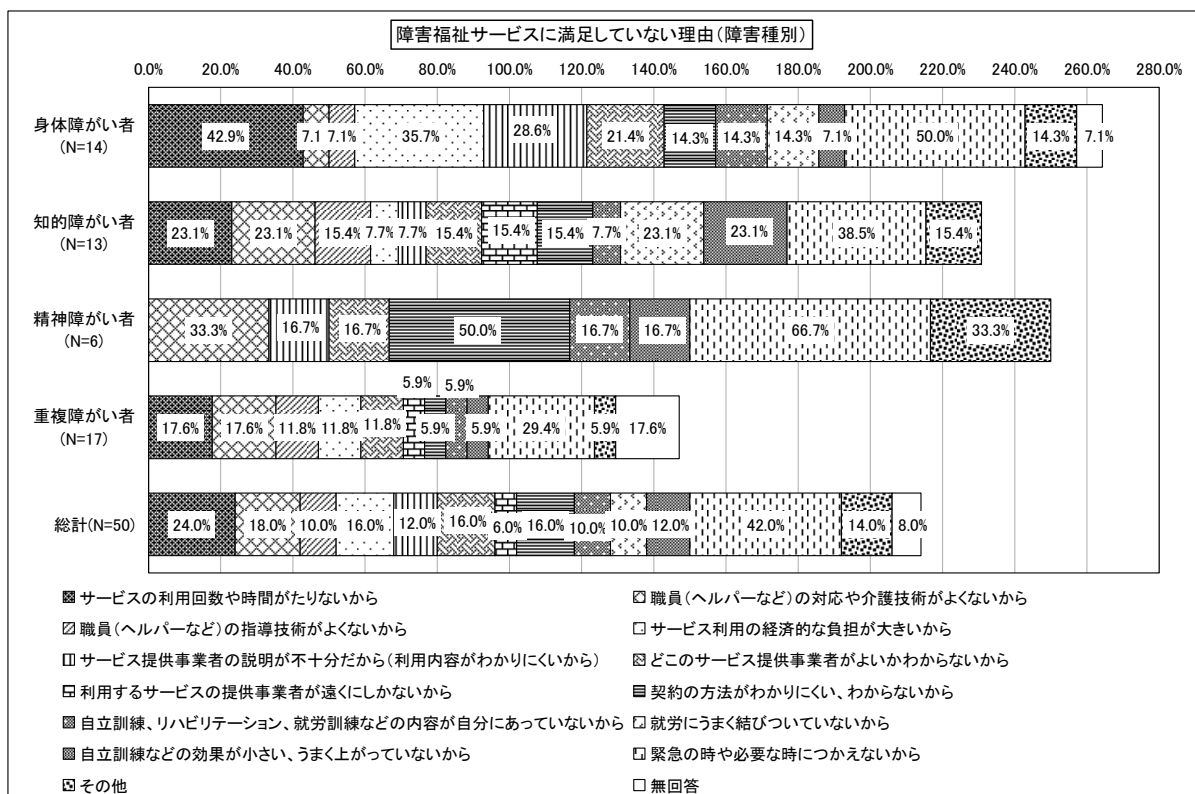 障害福祉サービスに満足していない理由(障害種別)
0.0% 20.0% 40.0% 60.0% 80.0% 100.0% 120.0% 140.0% 160.0% 180.0% 200.0% 220.0% 240.0% 260.0% 280.0%
身体障がい者
(N=14)
42.9% 7.1 7.1% 35.7% 28.6% 21.4% 14.3% 14.3% 14.3% 7.1% 50.0% 14.3% 7.1%
知的障がい者
(N=13)
23.1% 23.1% 15.4% 7.7% 7.7% 15.4% 15.4% 15.4% 7.7% 23.1% 23.1% 38.5% 15.4%
精神障がい者
(N=6)
33.3% 16.7% 16.7% 50.0% 16.7% 16.7% 66.7% 33.3%
5.9% 5.9%
重複障がい者
(N=17)
17.6% 17.6% 11.8% 11.8% 11.8% 5.9% 5.9% 29.4% 5.9% 17.6%
総計(N=50)
24.0% 18.0% 10.0% 16.0% 12.0% 16.0% 6.0% 16.0% 10.0% 10.0% 12.0% 42.0% 14.0% 8.0%
サービスの利用回数や時間がたりないから
職員(ヘルパーなど)の対応や介護技術がよくないから
職員(ヘルパーなど)の指導技術がよくないから
サービス利用の経済的な負担が大きいから
サービス提供事業者の説明が不十分だから(利用内容がわかりにくいから)
どこのサービス提供事業者がよいかわからないから
利用するサービスの提供事業者が遠くにしかないから
契約の方法がわかりにくい、わからないから
自立訓練、リハビリテーション、就労訓練などの内容が自分にあっていないから
就労にうまく結びついていないから
自立訓練などの効果が小さい、うまく上がっていないから
緊急の時や必要な時につかえないから
その他
無回答